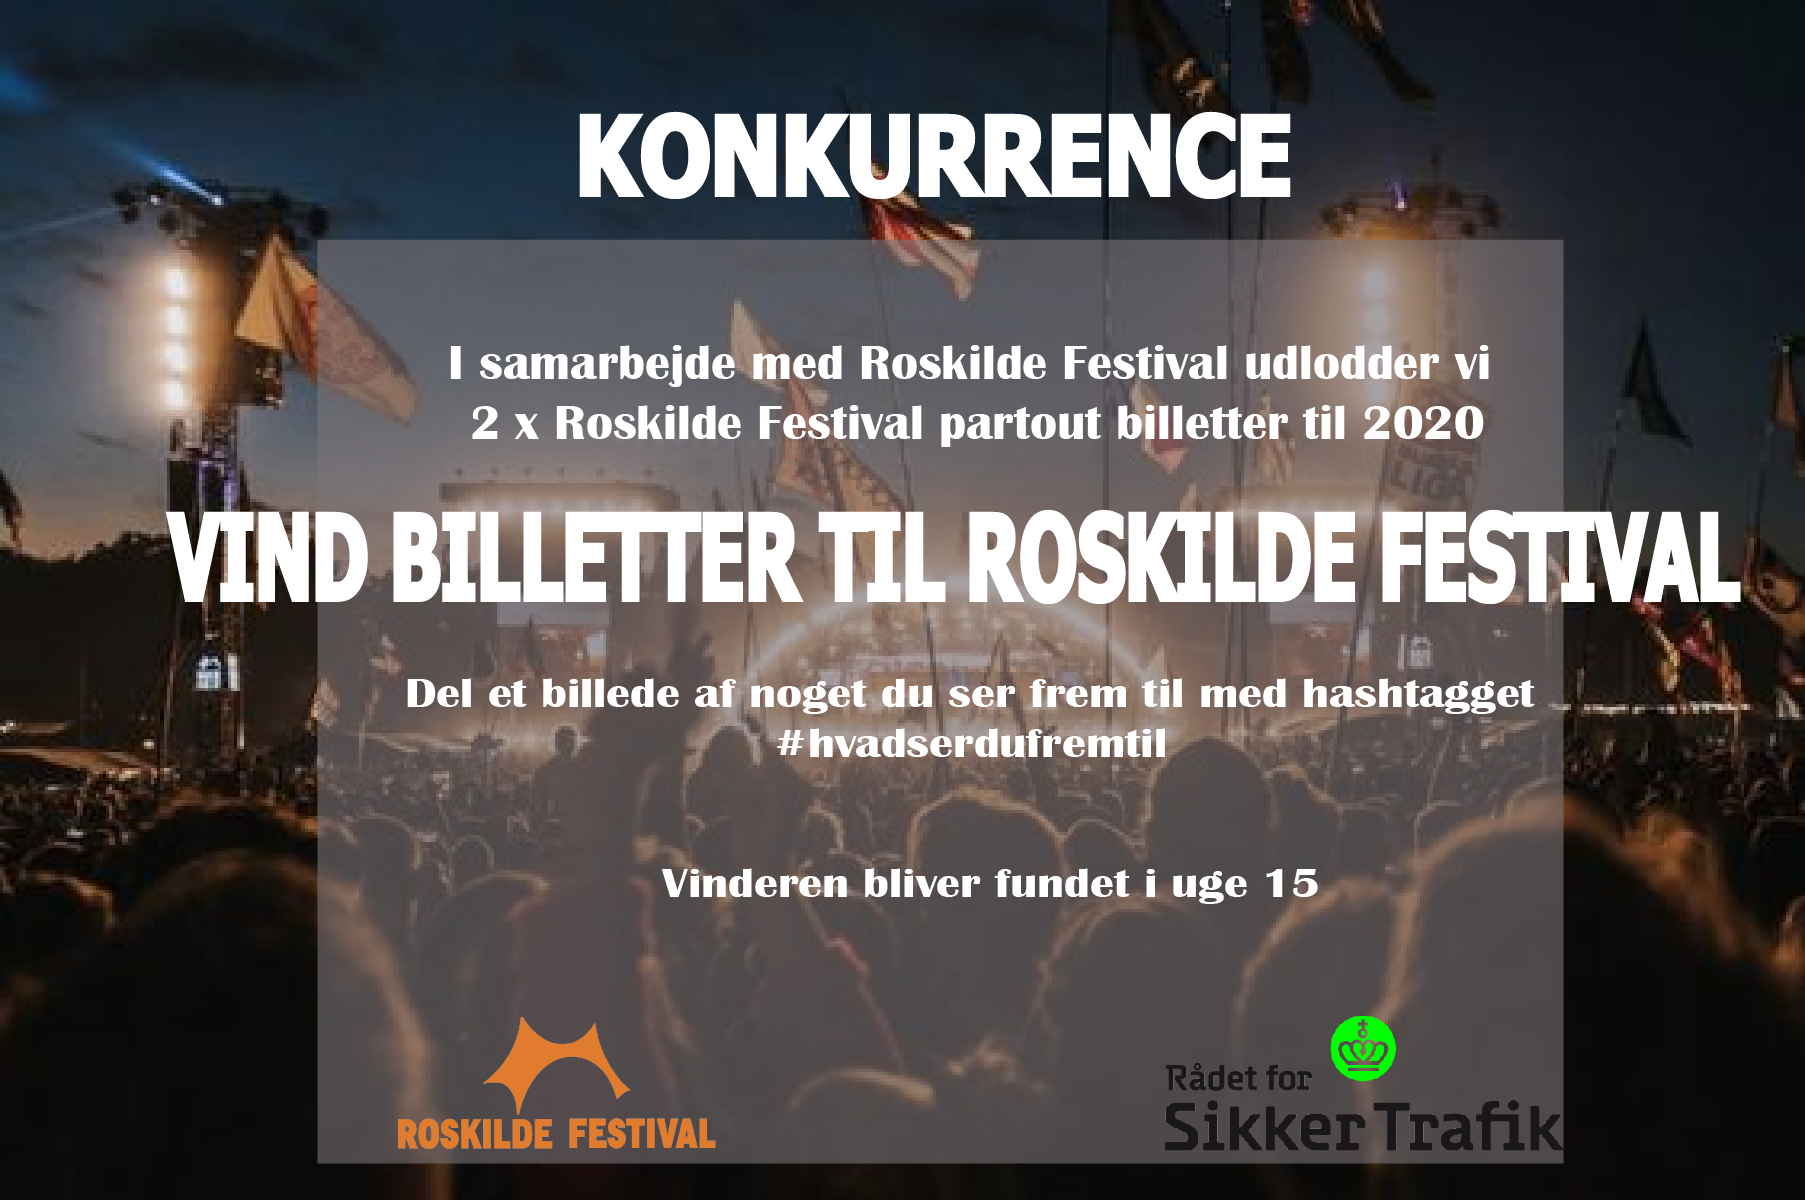 KONKURRENCE
I samarbejde med Roskilde Festival udlodder vi
2 x Roskilde Festival partout billetter til 2020
VIND BILLETTER TIL ROSKILDE FESTIVAL
Del et billede af noget du ser frem til med hashtagget
#hvadserdufremtil
Vinderen bliver fundet i uge 15
ROSKILDE FESTIVAL
Rådet for
Sikker Trafik